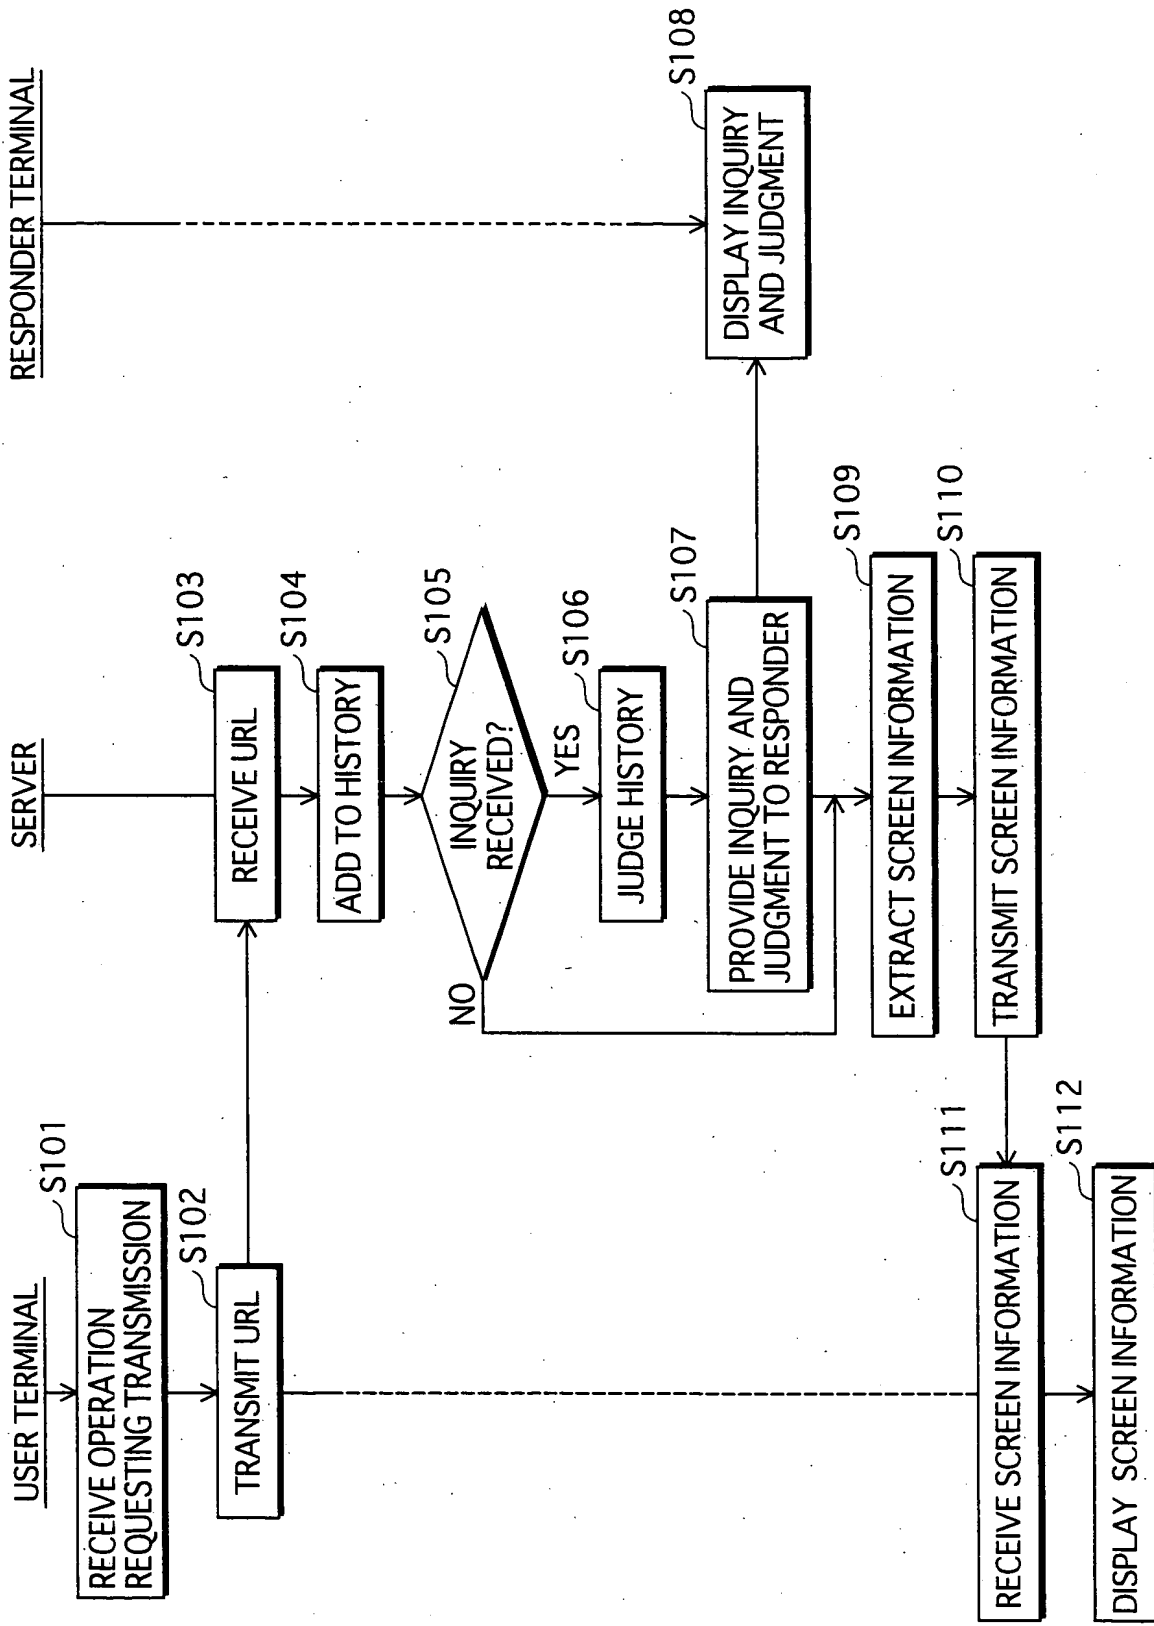 USER TERMINAL
SERVER
RESPONDER TERMINAL
S101
RECEIVE OPERATION
REQUESTING TRANSMISSION
S102
TRANSMIT URL
S103
RECEIVE URL
S104
ADD TO HISTORY
S105
INQUIRY
RECEIVED?
NO
YES
S106
JUDGE HISTORY
S107
PROVIDE INQUIRY AND
JUDGMENT TO RESPONDER
S108
DISPLAY INQUIRY
AND JUDGMENT
S109
EXTRACT SCREEN INFORMATION
S110
TRANSMIT SCREEN INFORMATION
S111
RECEIVE SCREEN INFORMATION
S112
DISPLAY SCREEN INFORMATION